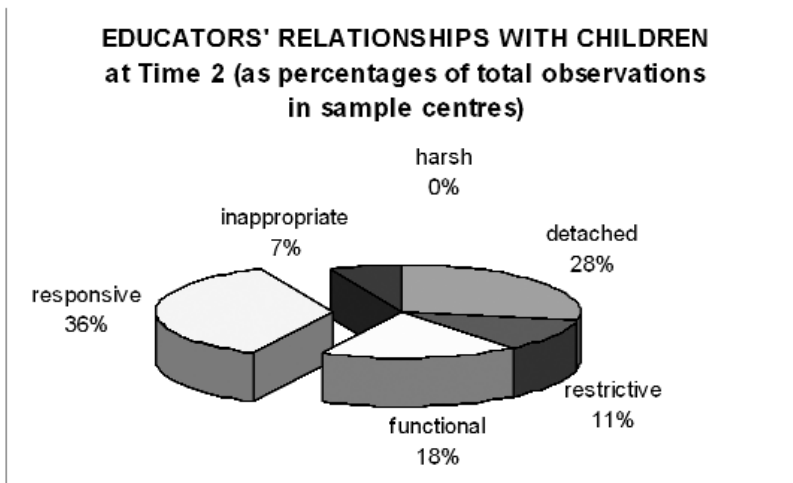 EDUCATORS' RELATIONSHIPS WITH CHILDREN
at Time 2 (as percentages of total observations
in sample centres)
harsh
0%
inappropriate
7%
detached
28%
responsive
36%
restrictive
11%
functional
18%